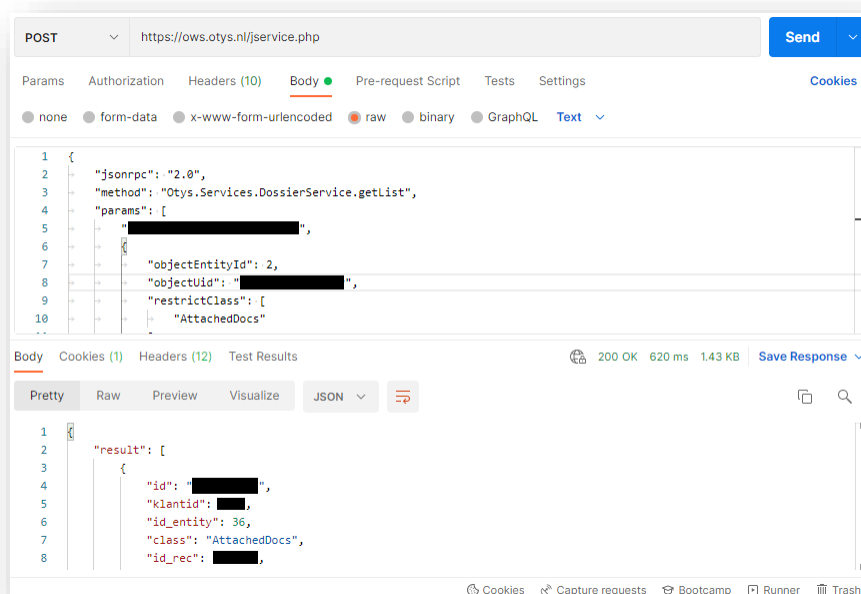 POST https://ows.otys.nl/jservice.php Send
Params Authorization Headers (10) Body Pre-request Script Tests Settings Cookies
none form-data x-www-form-urlencoded raw binary GraphQL Text
1 {
2 "jsonrpc": "2.0",
3 "method": "Otys.Services.DossierService.getList",
4 "params": [
5 "",
6 {
7 "objectEntityId": 2,
8 "objectUid": "",
9 "restrictClass": [
10 "AttachedDocs"
Body Cookies (1) Headers (12) Test Results 200 OK 620 ms 1.43 KB Save Response
Pretty Raw Preview Visualize JSON
1 {
2 "result": [
3 {
4 "id": "",
5 "klantid": ,
6 "id_entity": 36,
7 "class": "AttachedDocs",
8 "id_rec": ,
Cookies Capture requests Bootcamp Runner Trash